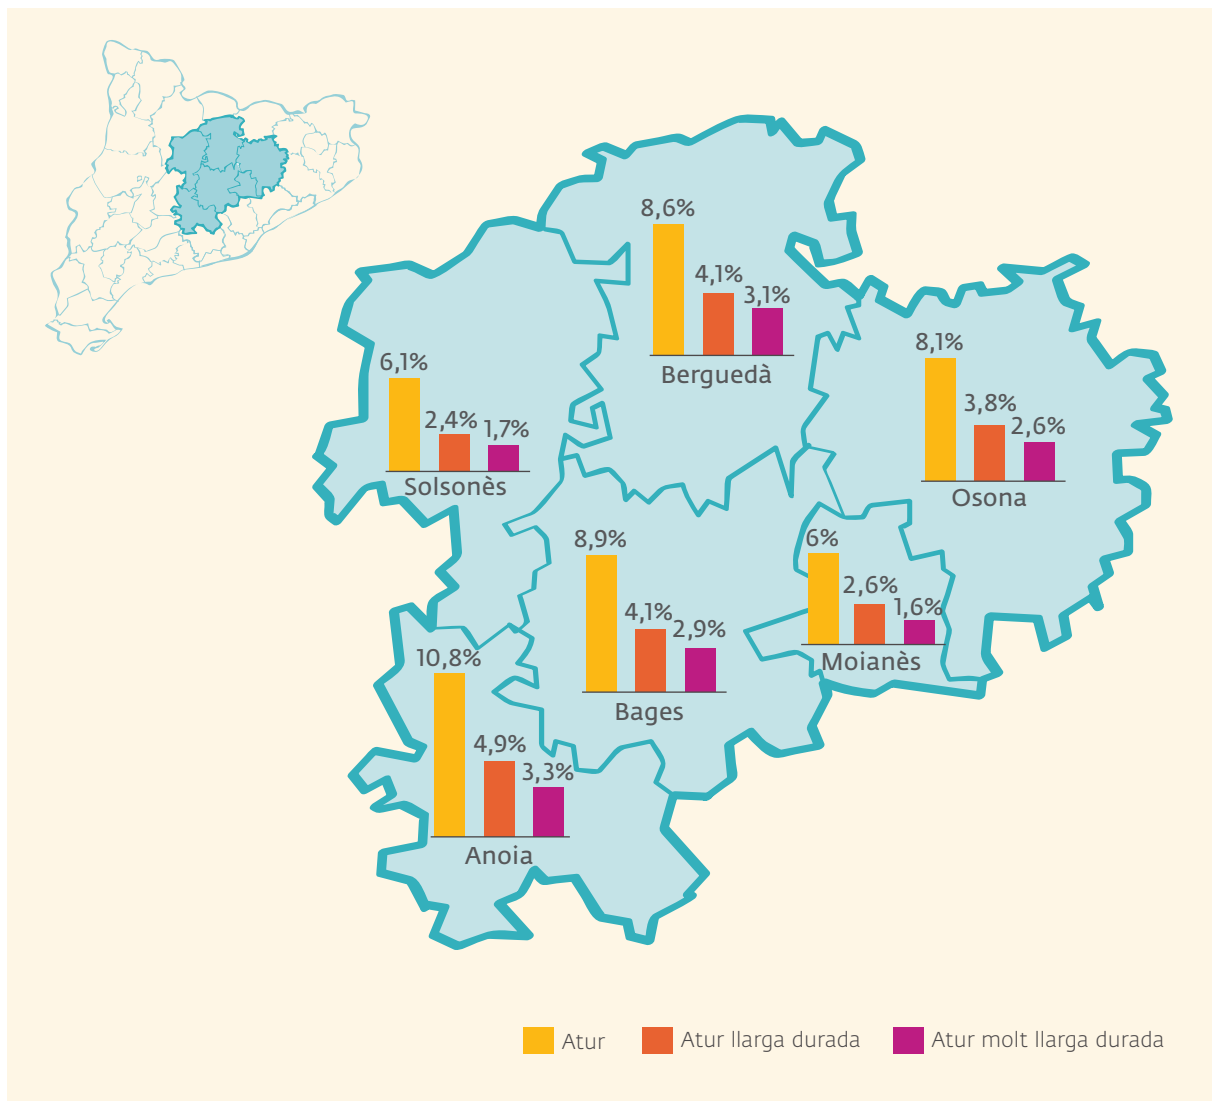 8,6%
4,1%
3,1%
Berguedà
6,1%
2,4%
1,7%
Solsonès
8,1%
3,8%
2,6%
Osona
8,9%
4,1%
2,9%
Bages
6%
2,6%
1,6%
Moianès
10,8%
4,9%
3,3%
Anoia
Atur
Atur llarga durada
Atur molt llarga durada